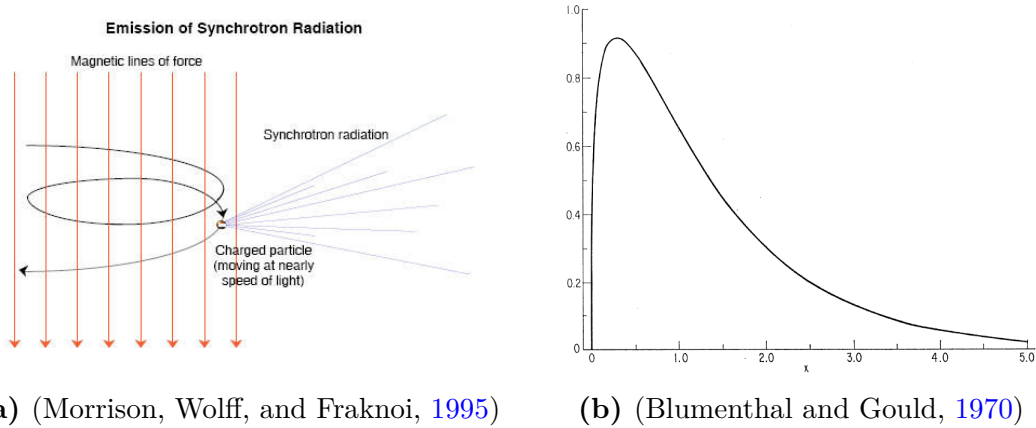 Emission of Synchrotron Radiation
Magnetic lines of force
Synchrotron radiation
Charged particle
(moving at nearly
speed of light)
1.0
0.8
0.6
0.4
0.2
0
0
1.0
2.0
3.0
4.0
5.0
x
a) (Morrison, Wolff, and Fraknoi, 1995)
(b) (Blumenthal and Gould, 1970)